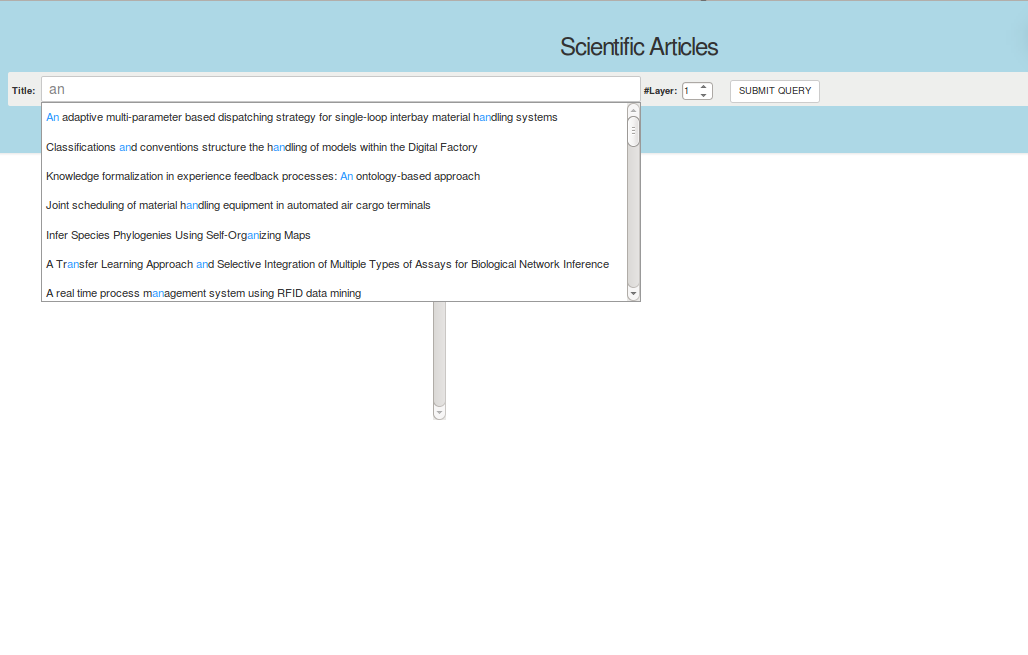 Scientific Articles
Title: an #Layer: 1 SUBMIT QUERY
An adaptive multi-parameter based dispatching strategy for single-loop interbay material handling systems
Classifications and conventions structure the handling of models within the Digital Factory
Knowledge formalization in experience feedback processes: An ontology-based approach
Joint scheduling of material handling equipment in automated air cargo terminals
Infer Species Phylogenies Using Self-Organizing Maps
A Transfer Learning Approach and Selective Integration of Multiple Types of Assays for Biological Network Inference
A real time process management system using RFID data mining